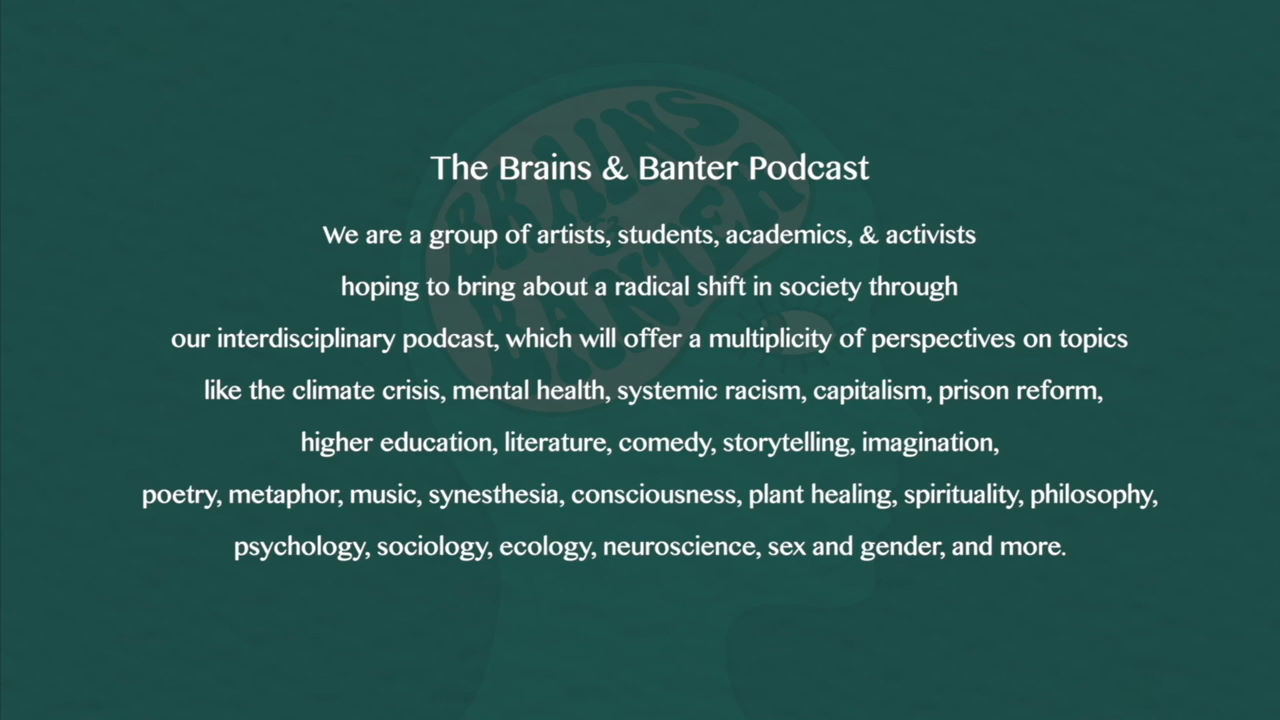 The Brains & Banter Podcast
We are a group of artists, students, academics, & activists
hoping to bring about a radical shift in society through
our interdisciplinary podcast, which will offer a multiplicity of perspectives on topics
like the climate crisis, mental health, systemic racism, capitalism, prison reform,
higher education, literature, comedy, storytelling, imagination,
poetry, metaphor, music, synesthesia, consciousness, plant healing, spirituality, philosophy,
psychology, sociology, ecology, neuroscience, sex and gender, and more.
BRAINS
&
BANTER